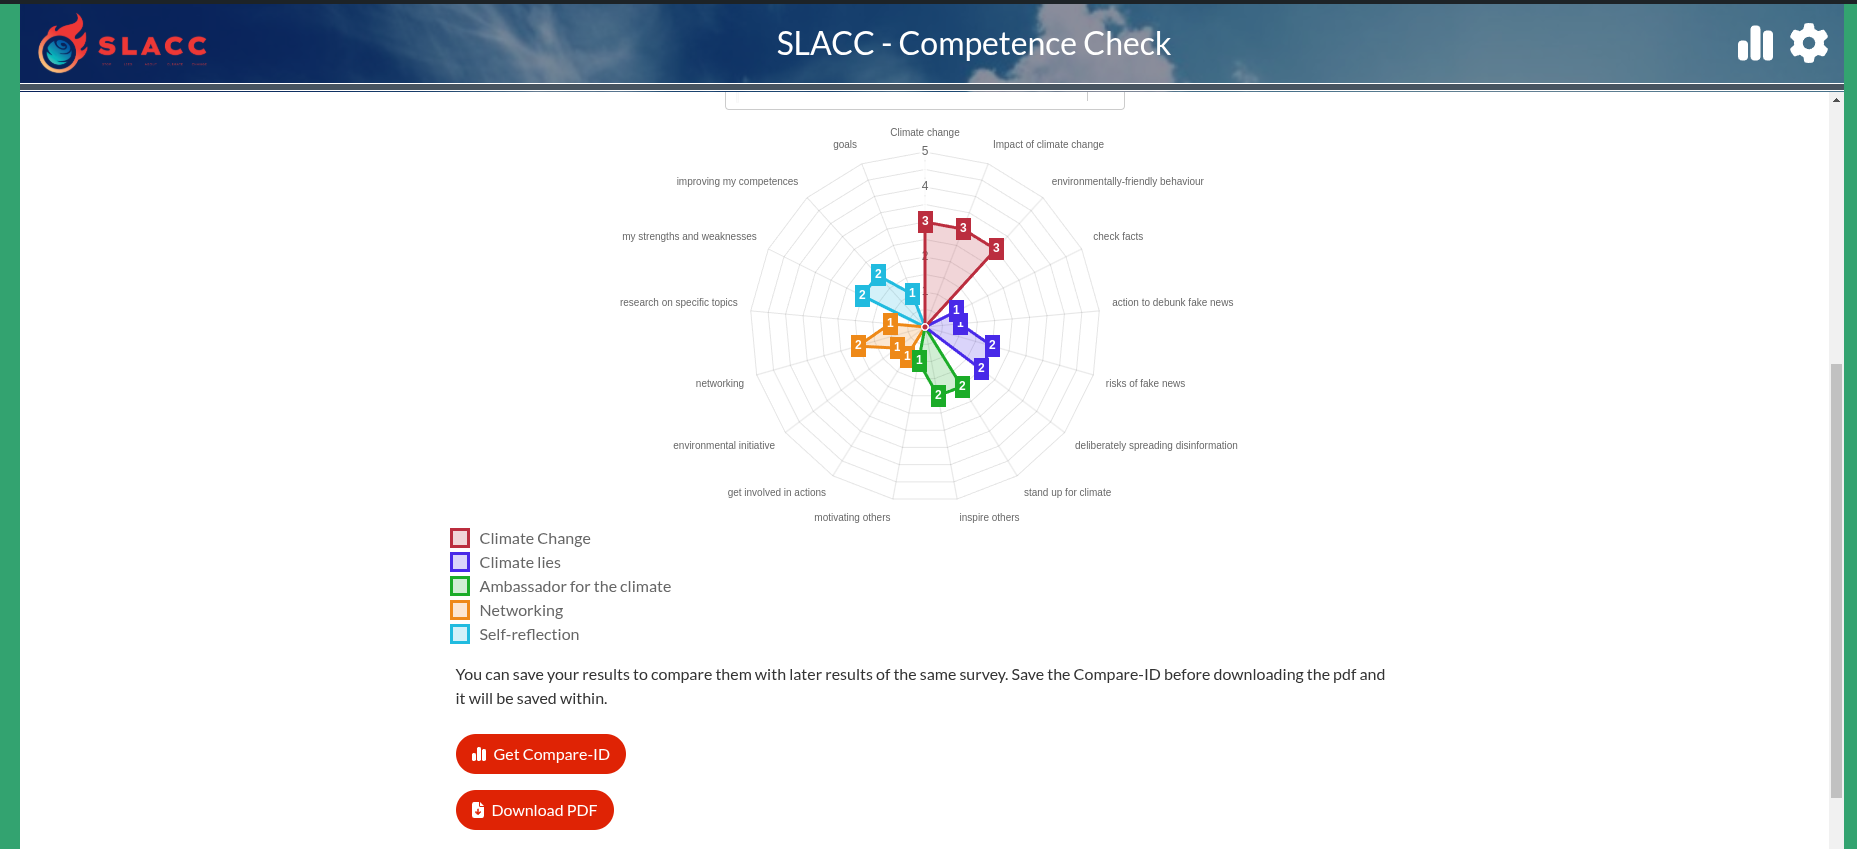 SLACC
SLACC - Competence Check
Climate change
goals
Impact of climate change
5
improving my competences
environmentally-friendly behaviour
4
3
3
my strengths and weaknesses
check facts
3
2
2
2
1
1
research on specific topics
action to debunk fake news
1
1
1
2
2
1
1
1
2
networking
risks of fake news
2
2
environmental initiative
deliberately spreading disinformation
get involved in actions
stand up for climate
motivating others
inspire others
Climate Change
Climate lies
Ambassador for the climate
Networking
Self-reflection
You can save your results to compare them with later results of the same survey. Save the Compare-ID before downloading the pdf and
it will be saved within.
Get Compare-ID
Download PDF